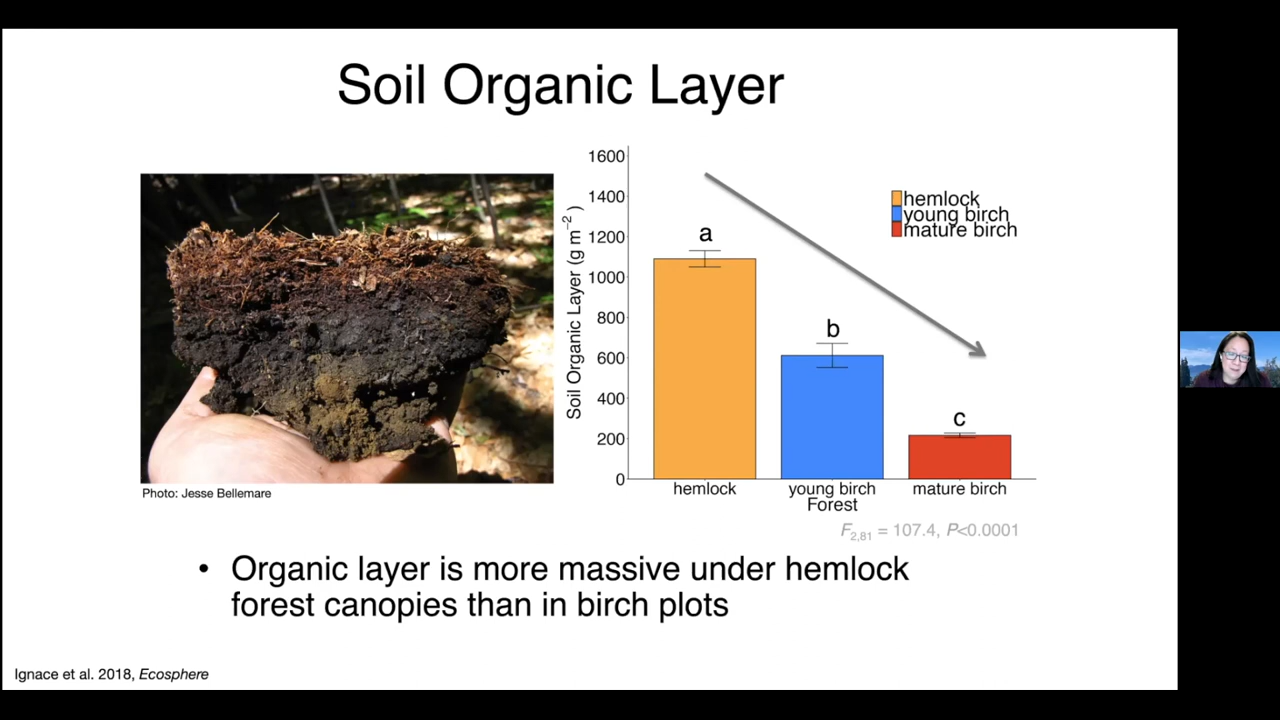 Soil Organic Layer
Photo: Jesse Bellemare
Soil Organic Layer (g m⁻²)
1600
1400
1200
1000
800
600
400
200
0
a
b
c
hemlock
young birch
mature birch
hemlock
young birch
mature birch
Forest
F2,81 = 107.4, P<0.0001
• Organic layer is more massive under hemlock
forest canopies than in birch plots
Ignace et al. 2018, Ecosphere